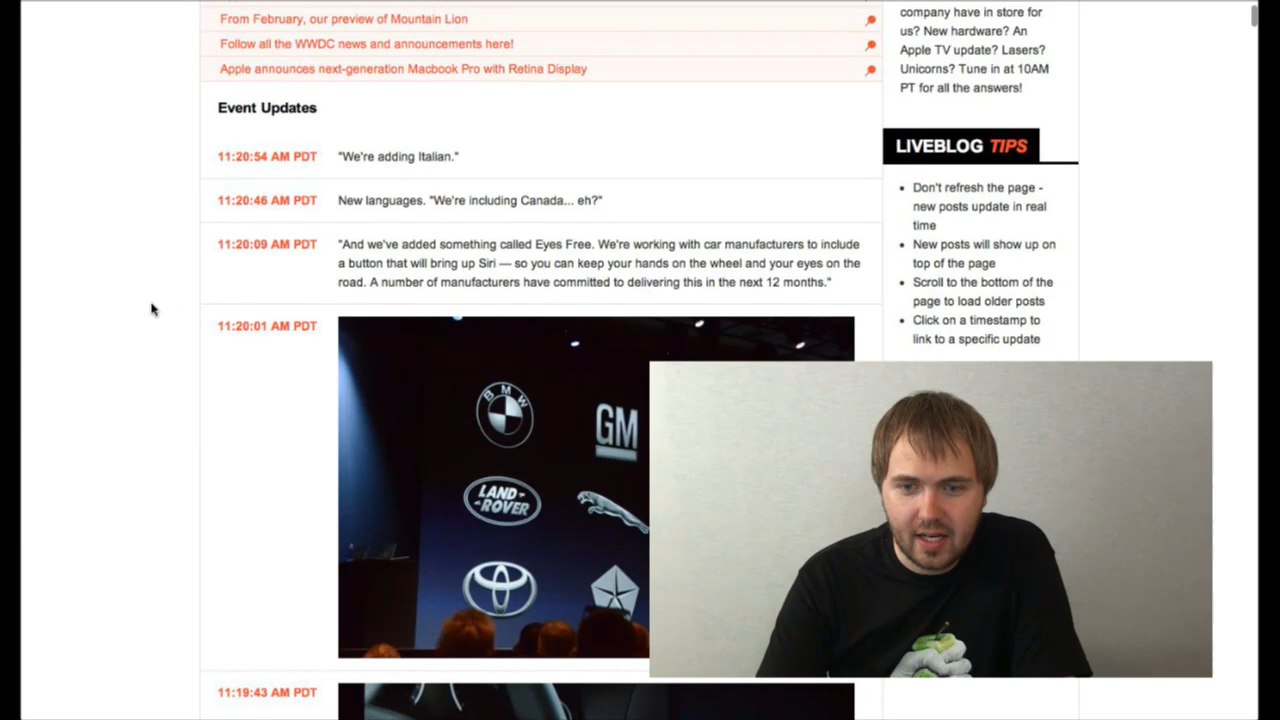 From February, our preview of Mountain Lion
Follow all the WWDC news and announcements here!
Apple announces next-generation Macbook Pro with Retina Display
Event Updates
11:20:54 AM PDT
"We're adding Italian."
11:20:46 AM PDT
New languages. "We're including Canada... eh?"
11:20:09 AM PDT
"And we've added something called Eyes Free. We're working with car manufacturers to include
a button that will bring up Siri — so you can keep your hands on the wheel and your eyes on the
road. A number of manufacturers have committed to delivering this in the next 12 months."
11:20:01 AM PDT
BMW
GM
LAND-
ROVER
11:19:43 AM PDT
company have in store for
us? New hardware? An
Apple TV update? Lasers?
Unicorns? Tune in at 10AM
PT for all the answers!
LIVEBLOG TIPS
Don't refresh the page -
new posts update in real
time
New posts will show up on
top of the page
Scroll to the bottom of the
page to load older posts
Click on a timestamp to
link to a specific update